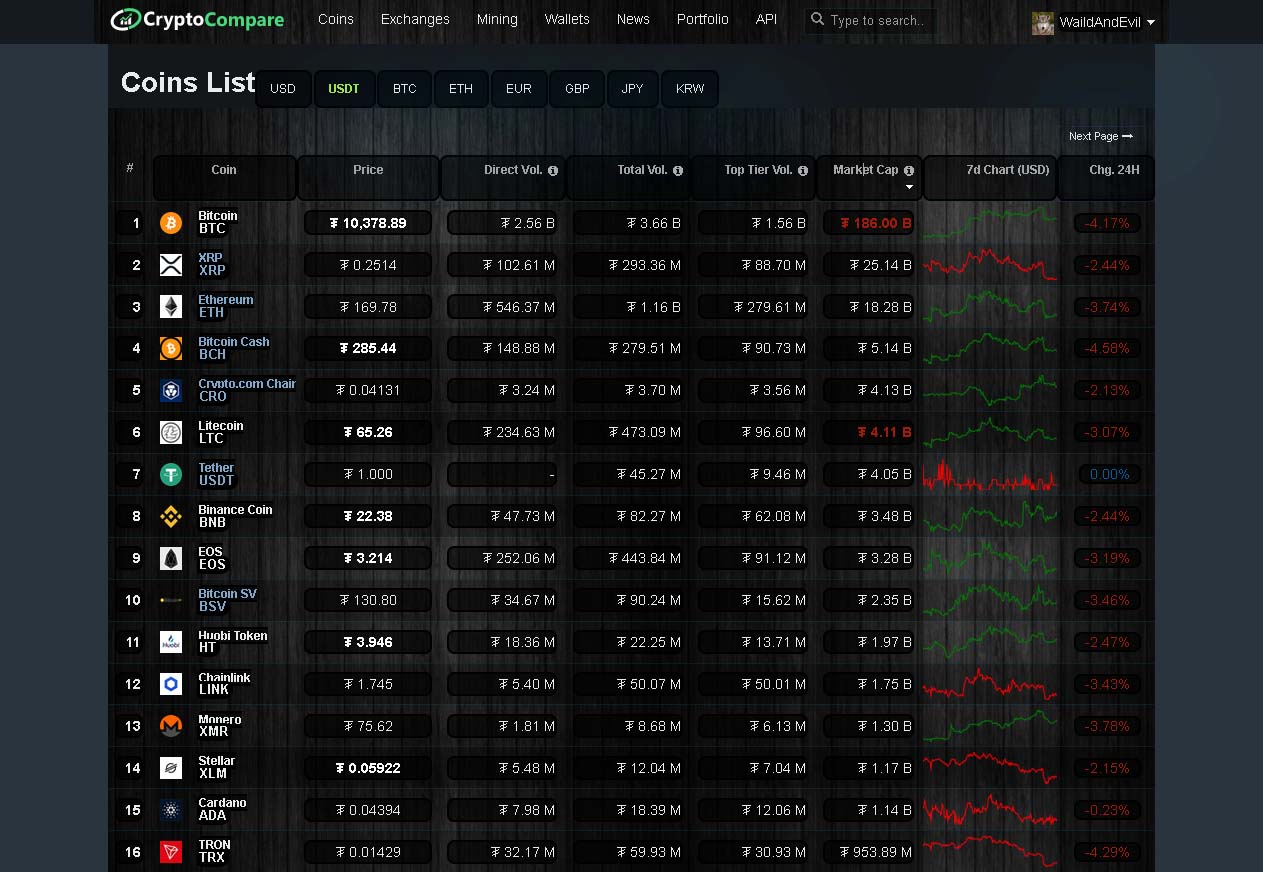 CryptoCompare Coins Exchanges Mining Wallets News Portfolio API Type to search.. WaildAndEvil
Coins List USD USDT BTC ETH EUR GBP JPY KRW
Next Page →
# Coin Price Direct Vol. Total Vol. Top Tier Vol. Market Cap 7d Chart (USD) Chg. 24H
1 Bitcoin ₮ 10,378.89 ₮ 2.56 B ₮ 3.66 B ₮ 1.56 B ₮ 186.00 B -4.17%
BTC
2 XRP ₮ 0.2514 ₮ 102.61 M ₮ 293.36 M ₮ 88.70 M ₮ 25.14 B -2.44%
XRP
3 Ethereum ₮ 169.78 ₮ 546.37 M ₮ 1.16 B ₮ 279.61 M ₮ 18.28 B -3.74%
ETH
4 Bitcoin Cash ₮ 285.44 ₮ 148.88 M ₮ 279.51 M ₮ 90.73 M ₮ 5.14 B -4.58%
BCH
5 Crypto.com Chain ₮ 0.04131 ₮ 3.24 M ₮ 3.70 M ₮ 3.56 M ₮ 4.13 B -2.13%
CRO
6 Litecoin ₮ 65.26 ₮ 234.63 M ₮ 473.09 M ₮ 96.60 M ₮ 4.11 B -3.07%
LTC
7 Tether ₮ 1.000 - ₮ 45.27 M ₮ 9.46 M ₮ 4.05 B 0.00%
USDT
8 Binance Coin ₮ 22.38 ₮ 47.73 M ₮ 82.27 M ₮ 62.08 M ₮ 3.48 B -2.44%
BNB
9 EOS ₮ 3.214 ₮ 252.06 M ₮ 443.84 M ₮ 91.12 M ₮ 3.28 B -3.19%
EOS
10 Bitcoin SV ₮ 130.80 ₮ 34.67 M ₮ 90.24 M ₮ 15.62 M ₮ 2.35 B -3.46%
BSV
11 Huobi Token ₮ 3.946 ₮ 18.36 M ₮ 22.25 M ₮ 13.71 M ₮ 1.97 B -2.47%
HT
12 Chainlink ₮ 1.745 ₮ 5.40 M ₮ 50.07 M ₮ 50.01 M ₮ 1.75 B -3.43%
LINK
13 Monero ₮ 75.62 ₮ 1.81 M ₮ 8.68 M ₮ 6.13 M ₮ 1.30 B -3.78%
XMR
14 Stellar ₮ 0.05922 ₮ 5.48 M ₮ 12.04 M ₮ 7.04 M ₮ 1.17 B -2.15%
XLM
15 Cardano ₮ 0.04394 ₮ 7.98 M ₮ 18.39 M ₮ 12.06 M ₮ 1.14 B -0.23%
ADA
16 TRON ₮ 0.01429 ₮ 32.17 M ₮ 59.93 M ₮ 30.93 M ₮ 953.89 M -4.29%
TRX